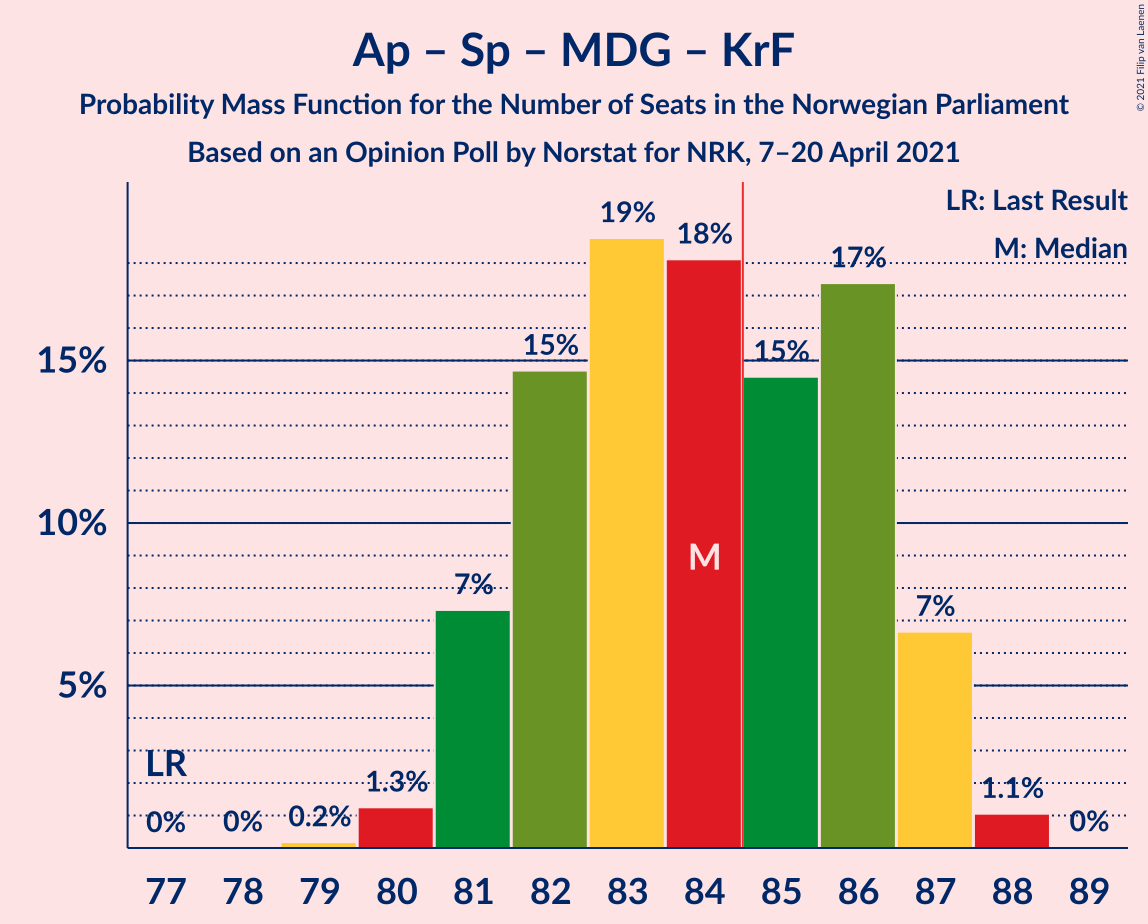 Ap – Sp – MDG – KrF
Probability Mass Function for the Number of Seats in the Norwegian Parliament
Based on an Opinion Poll by Norstat for NRK, 7–20 April 2021
© 2021 Filip van Laenen
LR: Last Result
M: Median
19%
18%
17%
15%
15%
15%
10%
M
7%
7%
5%
LR
0%
0%
0.2%
1.3%
1.1%
0%
77 78 79 80 81 82 83 84 85 86 87 88 89